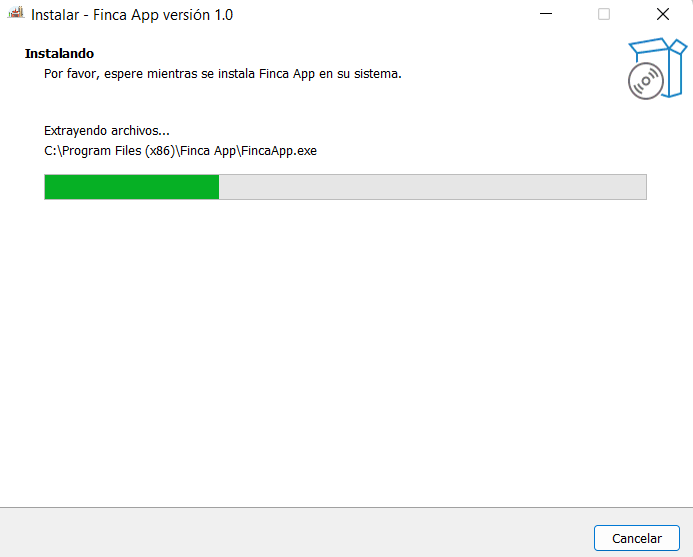 Instalar - Finca App versión 1.0
Instalando
Por favor, espere mientras se instala Finca App en su sistema.
Extrayendo archivos...
C:\Program Files (x86)\Finca App\FincaApp.exe
Cancelar